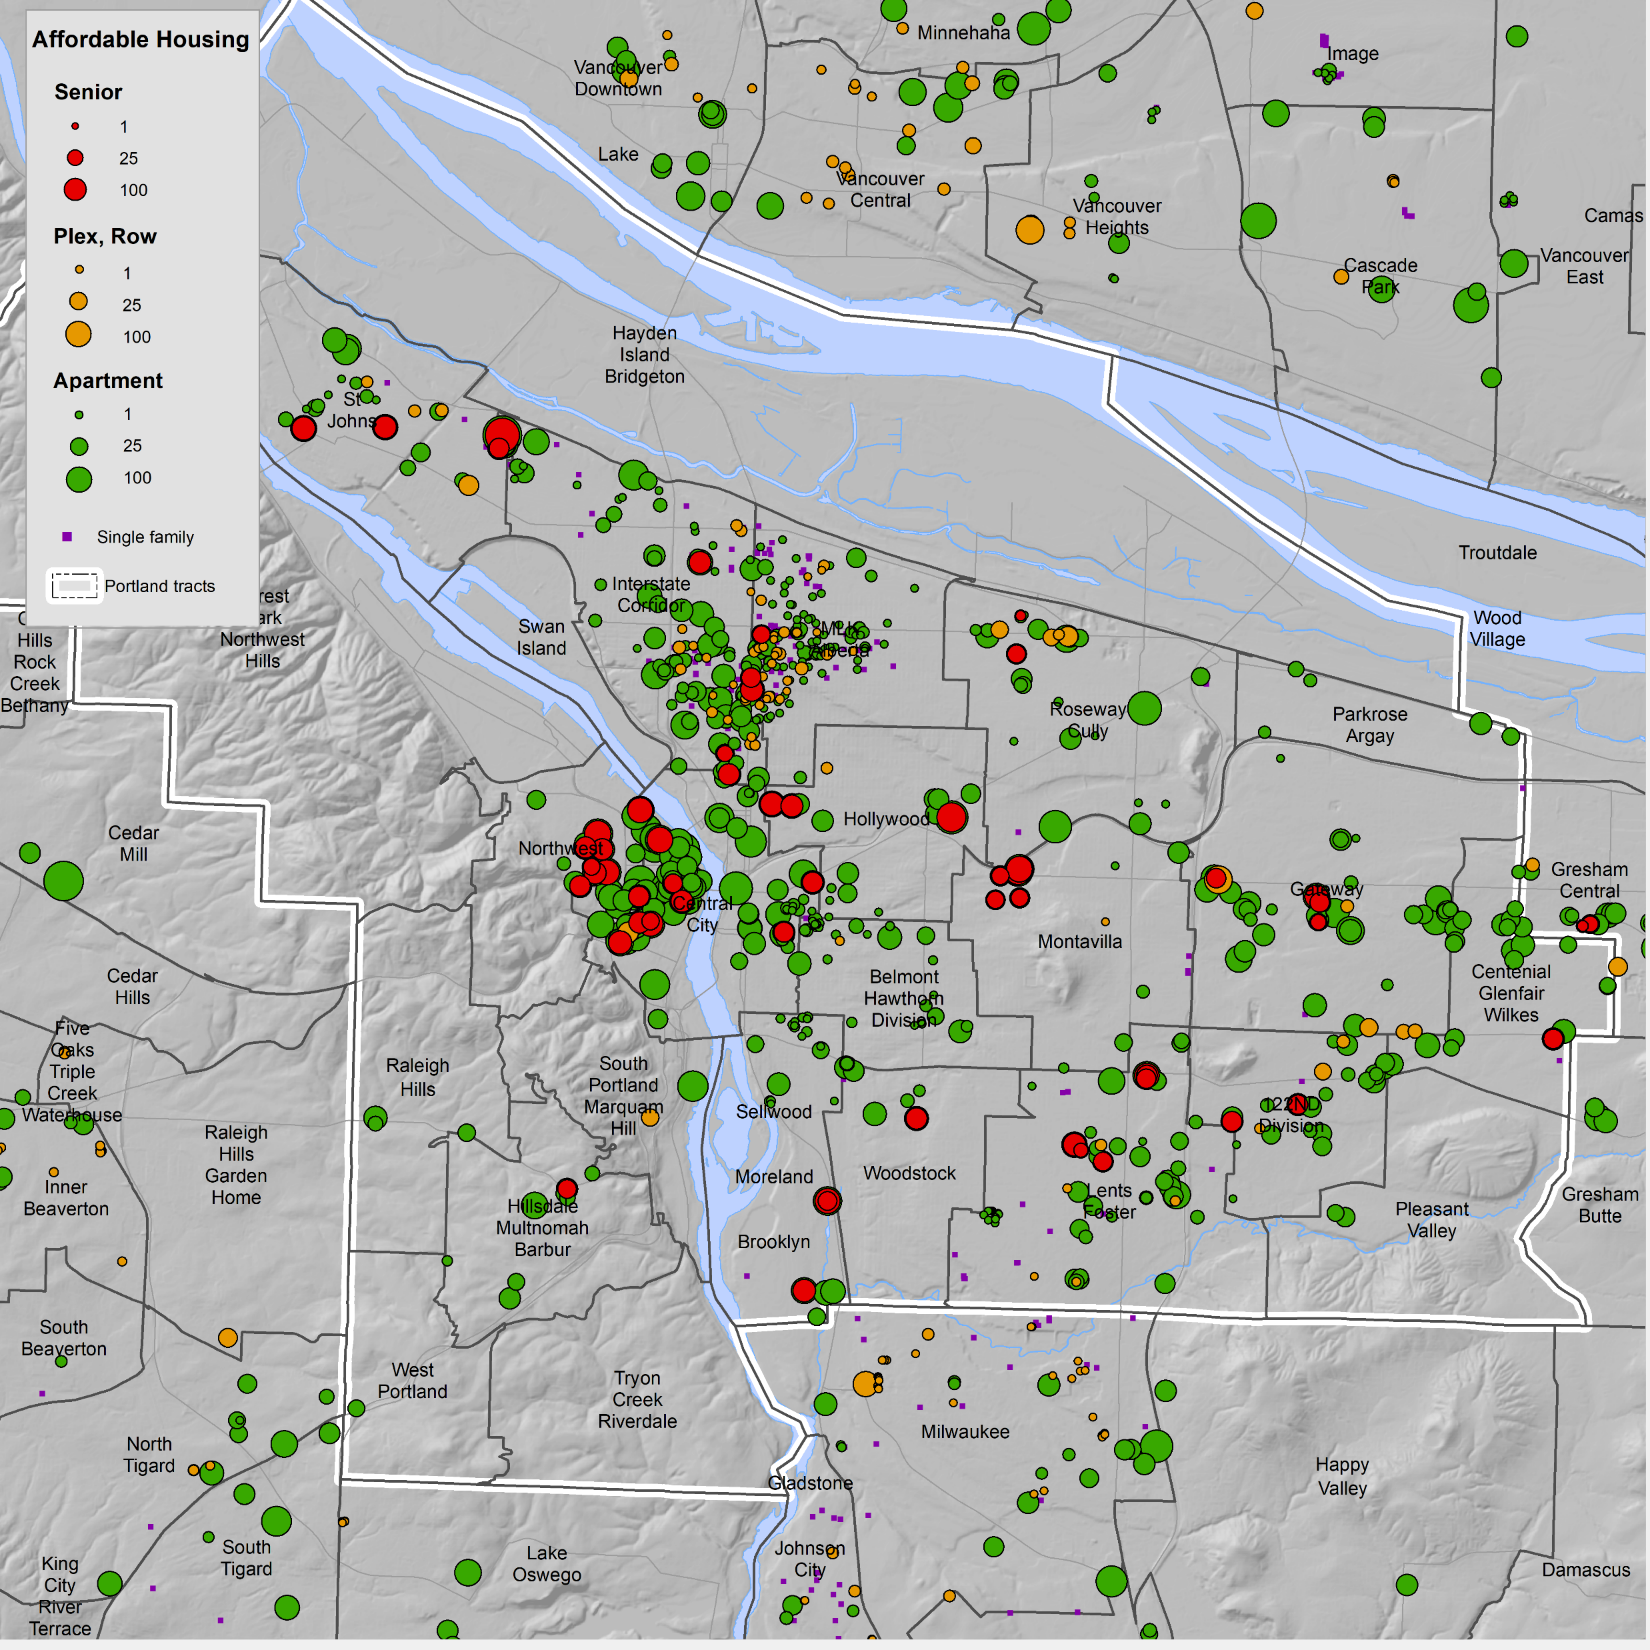 Affordable Housing
Senior
1
25
100
Plex, Row
1
25
100
Apartment
1
25
100
Single family
Portland tracts
Minnehaha
Image
Vancouver
Downtown
Lake
Vancouver
Central
Vancouver
Heights
Camas
Vancouver
East
Cascade
Park
Hayden
Island
Bridgeton
St
Johns
Troutdale
Interstate
Corridor
Swan
Island
MLK
Alberta
Wood
Village
rest
ark
Northwest
Hills
Hills
Rock
Creek
Bethany
Roseway
Cully
Parkrose
Argay
Cedar
Mill
Northwest
Hollywood
Central
City
Gateway
Gresham
Central
Montavilla
Cedar
Hills
Belmont
Hawthorn
Division
Centenial
Glenfair
Wilkes
Five
Oaks
Triple
Creek
Waterhouse
Raleigh
Hills
South
Portland
Marquam
Hill
Sellwood
122ND
Division
Raleigh
Hills
Garden
Home
Inner
Beaverton
Moreland
Woodstock
Lents
Foster
Hillsdale
Multnomah
Barbur
Brooklyn
Pleasant
Valley
Gresham
Butte
South
Beaverton
West
Portland
Tryon
Creek
Riverdale
Milwaukee
North
Tigard
Gladstone
Happy
Valley
South
Tigard
Lake
Oswego
Johnson
City
Damascus
King
City
River
Terrace